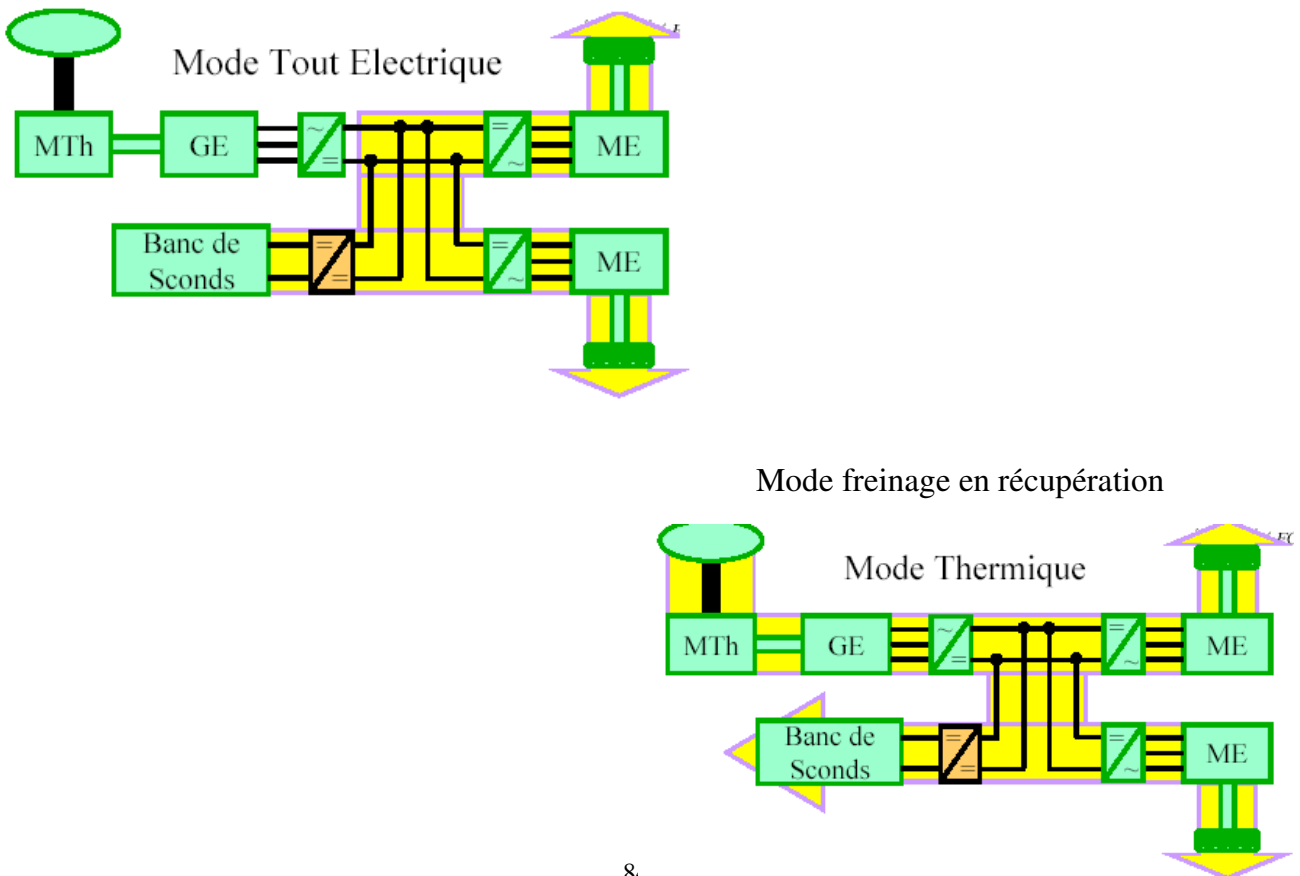 Mode Tout Electrique
MTh
GE
~
=
=
~
ME
Banc de
Sconds
=
=
=
~
ME
Mode freinage en récupération
Mode Thermique
MTh
GE
~
=
=
~
ME
Banc de
Sconds
=
=
=
~
ME